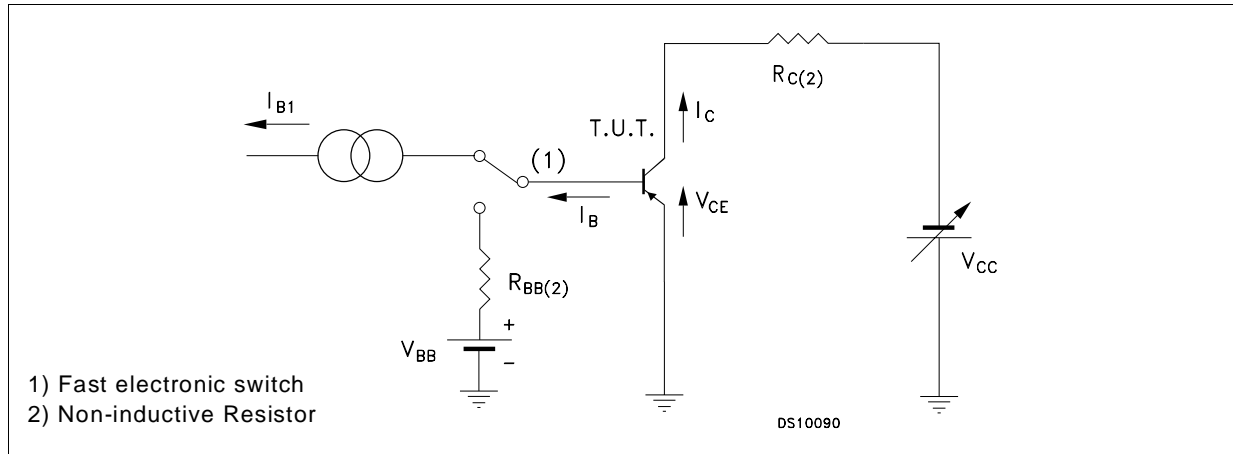 I_B1
(1)
I_B
T.U.T.
I_C
V_CE
R_C(2)
V_CC
R_BB(2)
V_BB
+
–
1) Fast electronic switch
2) Non-inductive Resistor
DS10090